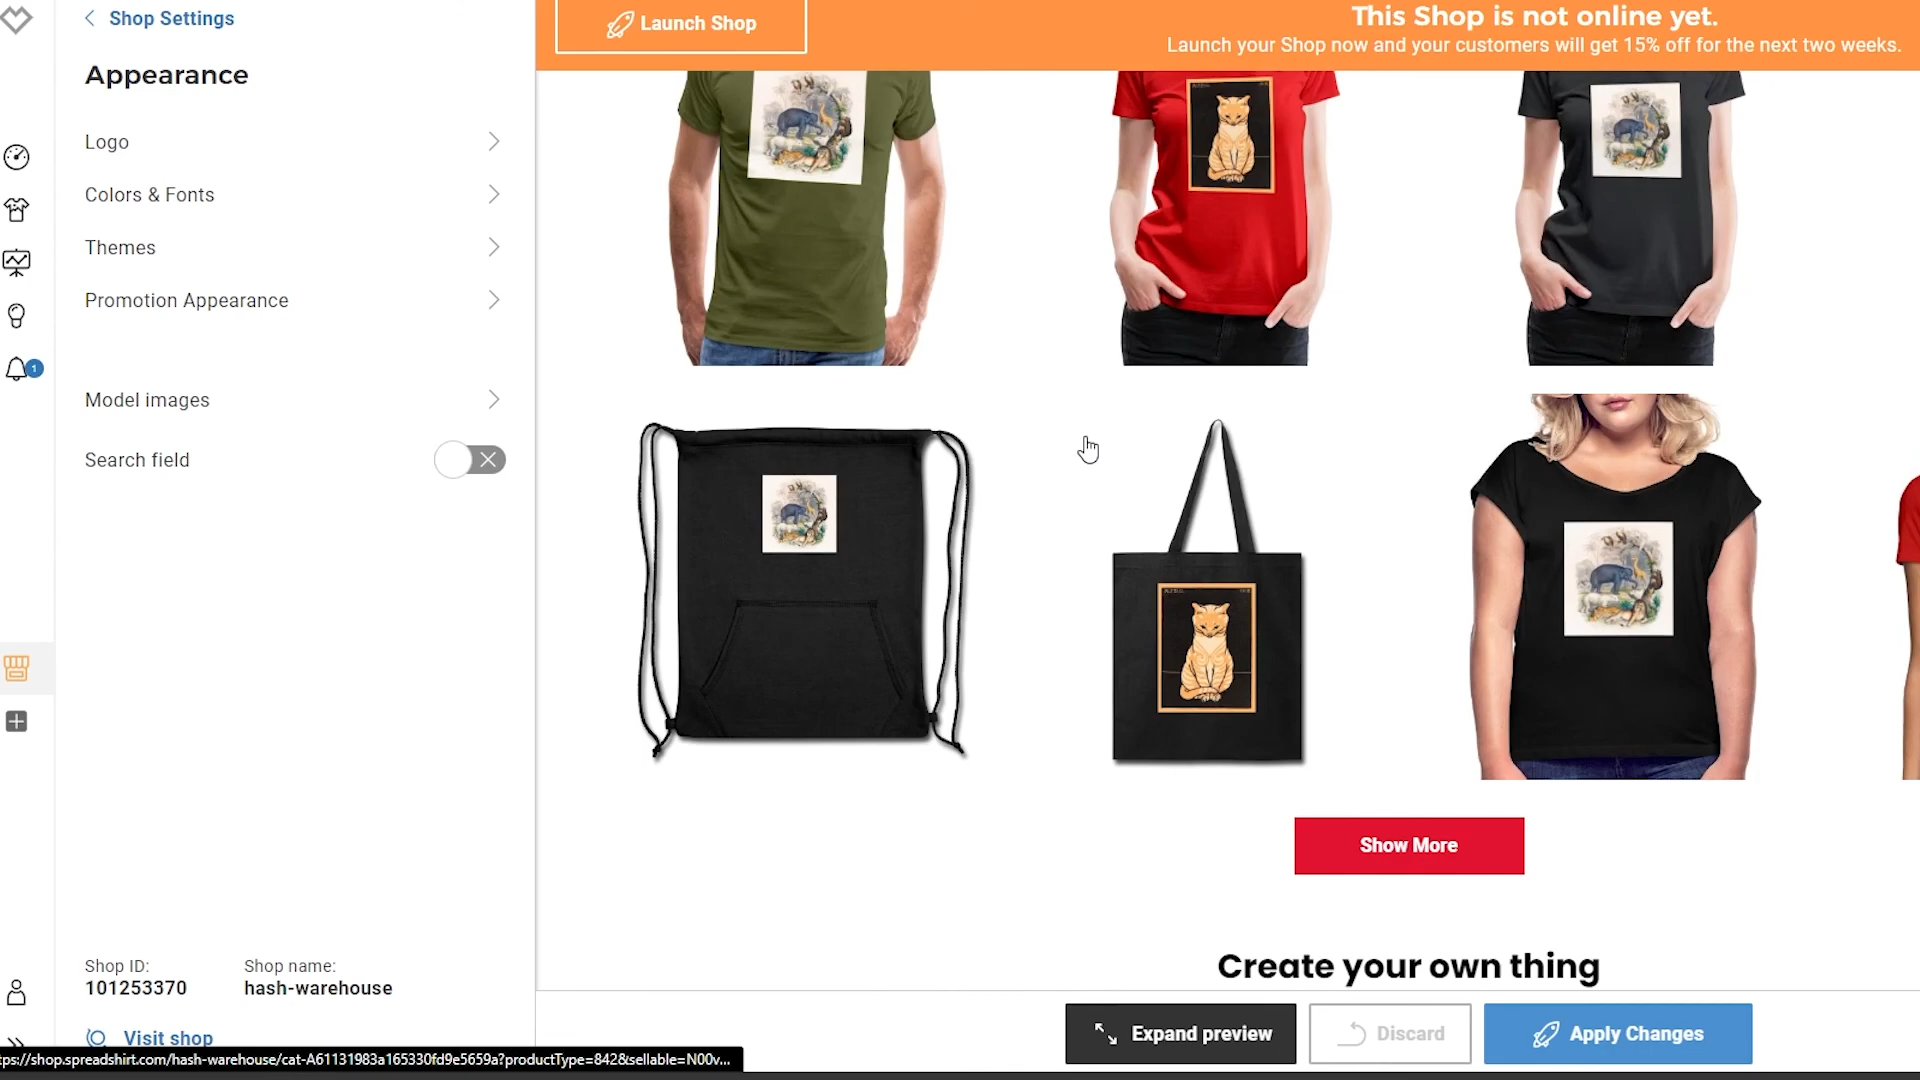 Shop Settings
Appearance
Logo
Colors & Fonts
Themes
Promotion Appearance
Model images
Search field
1
Shop ID:
101253370
Shop name:
hash-warehouse
Visit shop
tps://shop.spreadshirt.com/hash-warehouse/cat-A61131983a165330fd9e5659a?productType=842&sellable=N00v...
Launch Shop
This Shop is not online yet.
Launch your Shop now and your customers will get 15% off for the next two weeks.
Show More
Create your own thing
Expand preview
Discard
Apply Changes